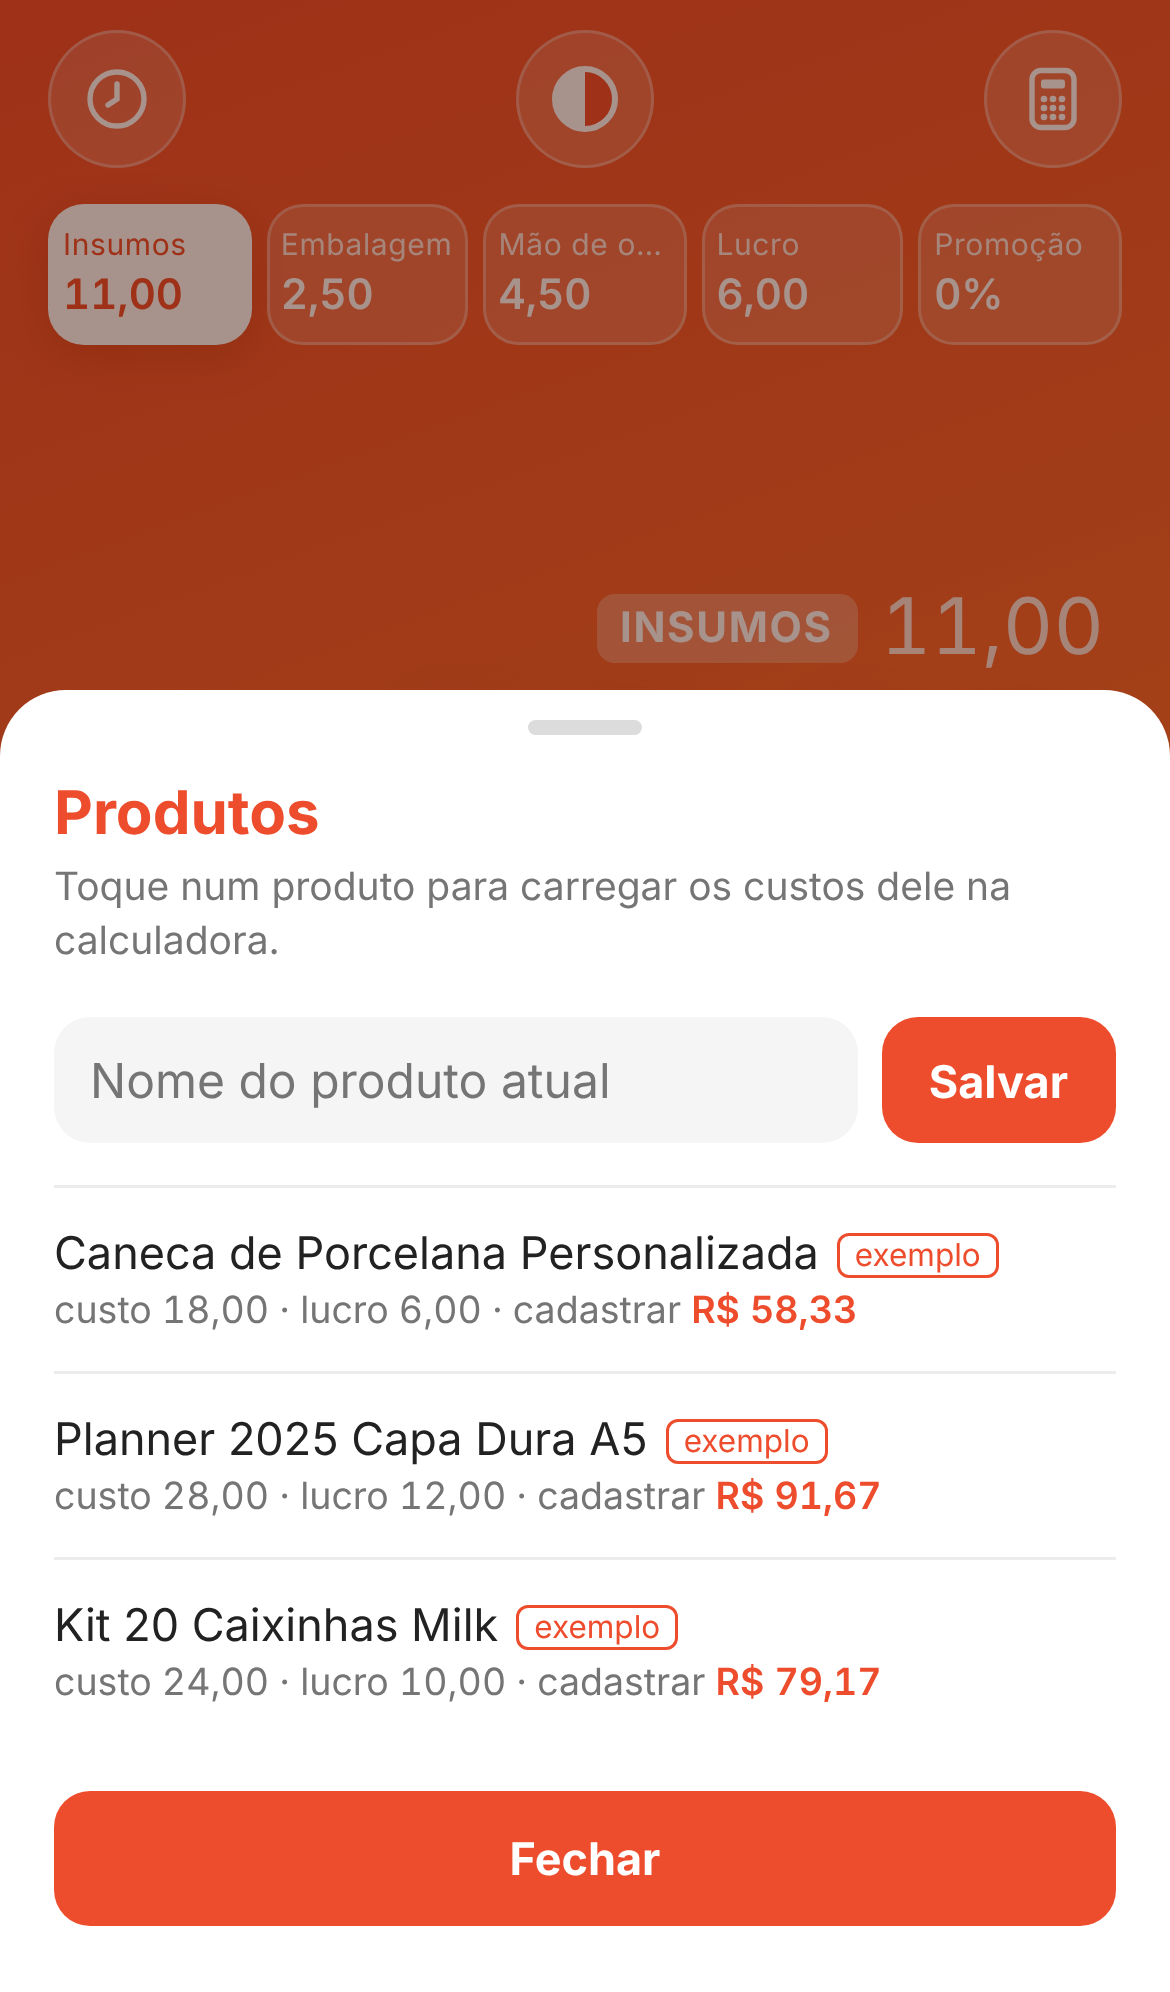 Insumos
11,00
Embalagem
2,50
Mão de o...
4,50
Lucro
6,00
Promoção
0%
INSUMOS 11,00
Produtos
Toque num produto para carregar os custos dele na
calculadora.
Nome do produto atual
Salvar
Caneca de Porcelana Personalizada exemplo
custo 18,00 · lucro 6,00 · cadastrar R$ 58,33
Planner 2025 Capa Dura A5 exemplo
custo 28,00 · lucro 12,00 · cadastrar R$ 91,67
Kit 20 Caixinhas Milk exemplo
custo 24,00 · lucro 10,00 · cadastrar R$ 79,17
Fechar